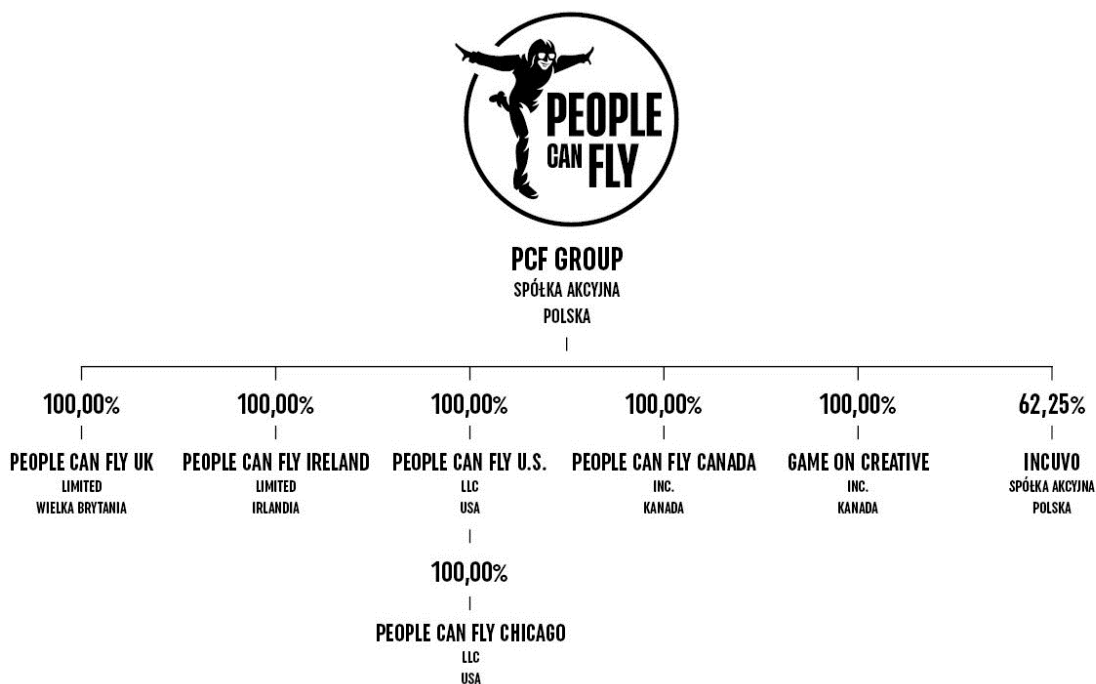 PEOPLE
CAN FLY
PCF GROUP
SPÓŁKA AKCYJNA
POLSKA
100,00%
PEOPLE CAN FLY UK
LIMITED
WIELKA BRYTANIA
100,00%
PEOPLE CAN FLY IRELAND
LIMITED
IRLANDIA
100,00%
PEOPLE CAN FLY U.S.
LLC
USA
100,00%
PEOPLE CAN FLY CHICAGO
LLC
USA
100,00%
PEOPLE CAN FLY CANADA
INC.
KANADA
100,00%
GAME ON CREATIVE
INC.
KANADA
62,25%
INCUVO
SPÓŁKA AKCYJNA
POLSKA